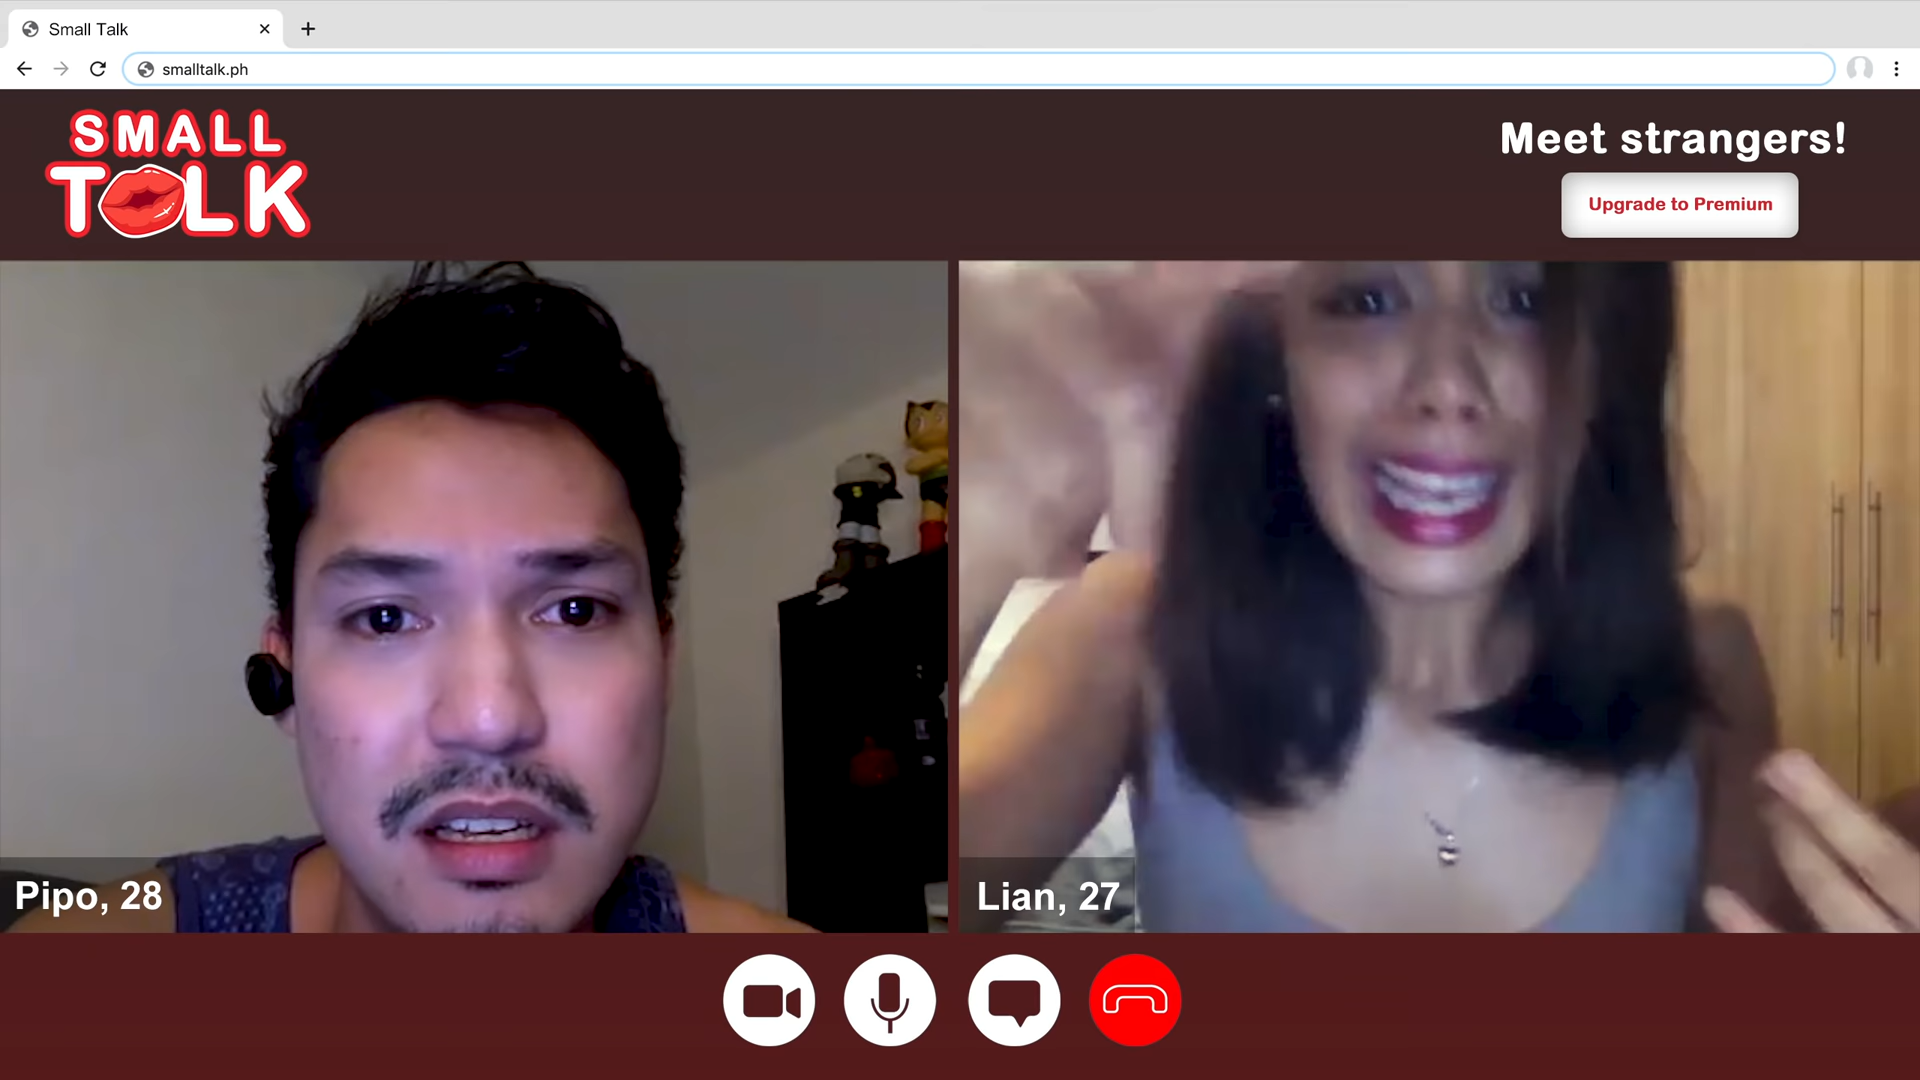 Small Talk
smalltalk.ph
SMALL
TALK
Meet strangers!
Upgrade to Premium
Pipo, 28
Lian, 27